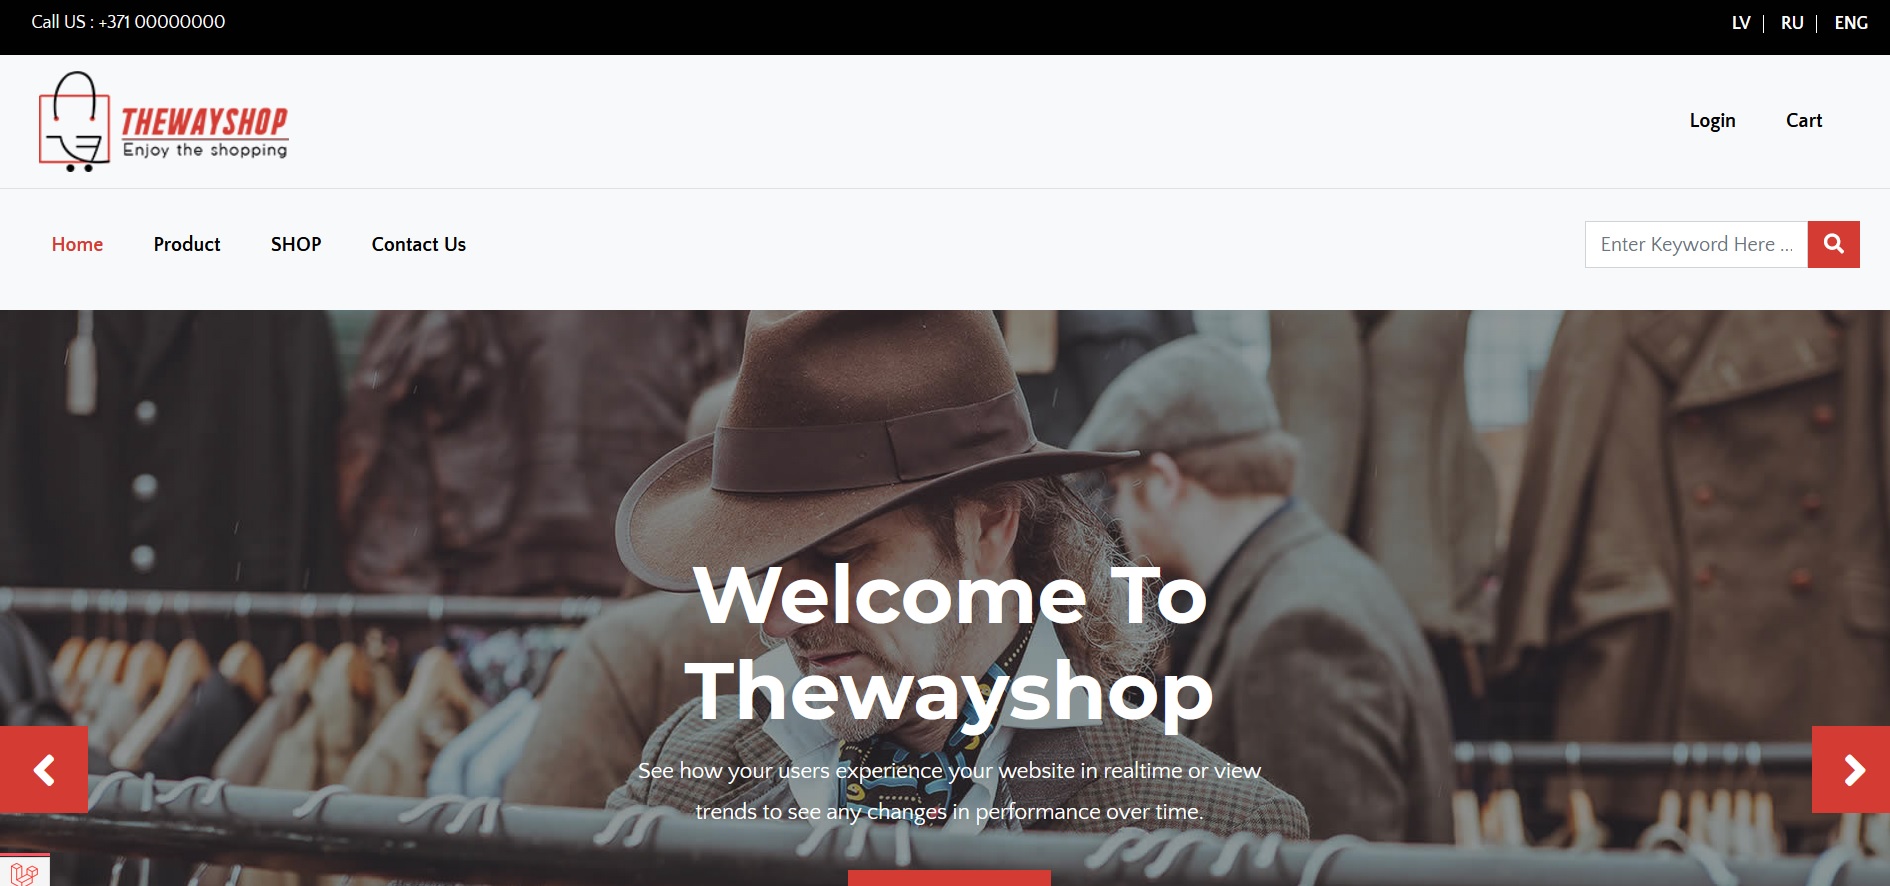 Call US : +371 00000000
LV | RU | ENG
THEWAYSHOP
Enjoy the shopping
Login Cart
Home Product SHOP Contact Us
Enter Keyword Here ...
Welcome To
Thewayshop
See how your users experience your website in realtime or view
trends to see any changes in performance over time.